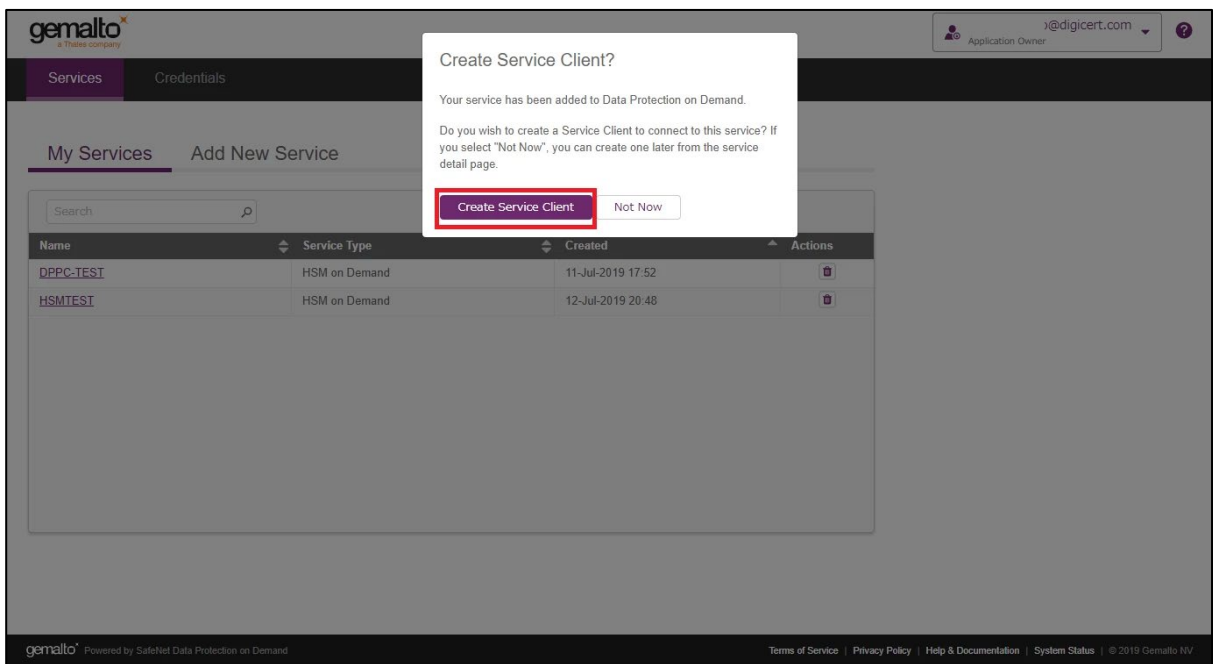 gemalto
a Thales company
@digicert.com
Application Owner
Services Credentials
Create Service Client?
Your service has been added to Data Protection on Demand.
Do you wish to create a Service Client to connect to this service? If
you select "Not Now", you can create one later from the service
detail page.
Create Service Client Not Now
My Services Add New Service
Search
Name Service Type Created Actions
DPPC-TEST HSM on Demand 11-Jul-2019 17:52
HSMTEST HSM on Demand 12-Jul-2019 20:48
gemalto Powered by SafeNet Data Protection on Demand
Terms of Service | Privacy Policy | Help & Documentation | System Status | © 2019 Gemalto NV